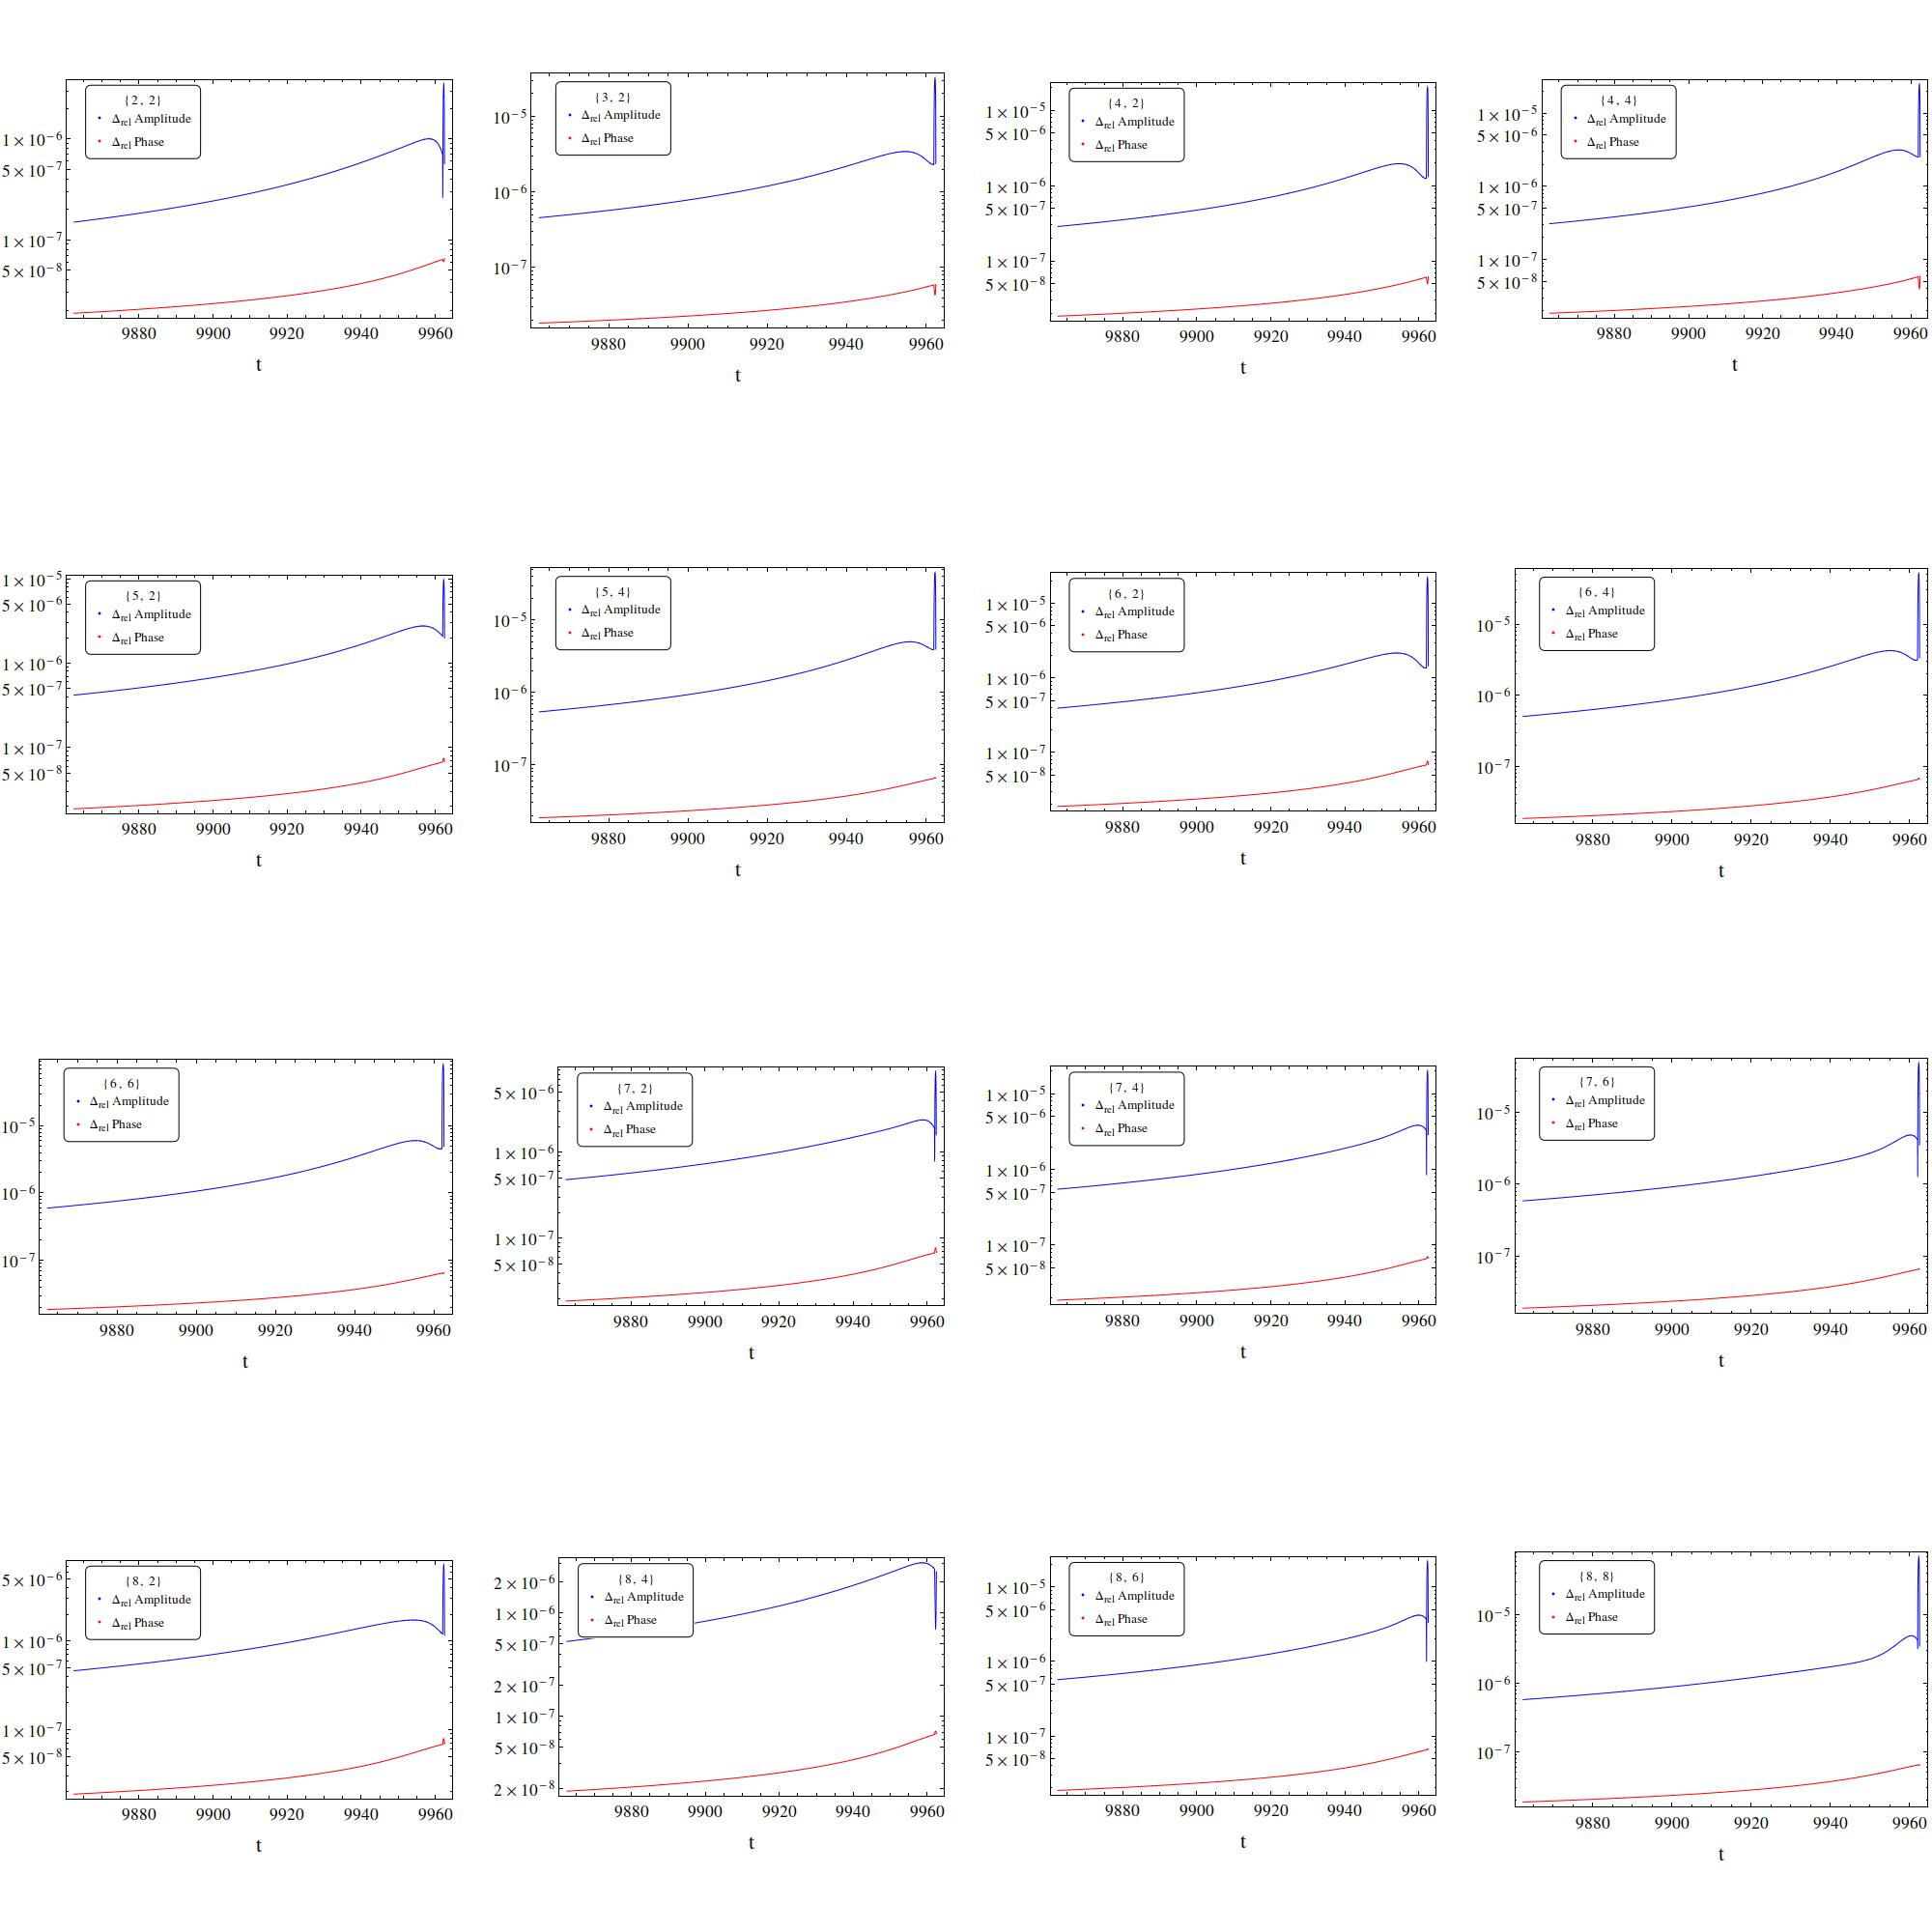 {2, 2}
Δrel Amplitude
Δrel Phase
1×10−6
5×10−7
1×10−7
5×10−8
9880 9900 9920 9940 9960
t
{3, 2}
Δrel Amplitude
Δrel Phase
10−5
10−6
10−7
9880 9900 9920 9940 9960
t
{4, 2}
Δrel Amplitude
Δrel Phase
1×10−5
5×10−6
1×10−6
5×10−7
1×10−7
5×10−8
9880 9900 9920 9940 9960
t
{4, 4}
Δrel Amplitude
Δrel Phase
1×10−5
5×10−6
1×10−6
5×10−7
1×10−7
5×10−8
9880 9900 9920 9940 9960
t
{5, 2}
Δrel Amplitude
Δrel Phase
1×10−5
5×10−6
1×10−6
5×10−7
1×10−7
5×10−8
9880 9900 9920 9940 9960
t
{5, 4}
Δrel Amplitude
Δrel Phase
10−5
10−6
10−7
9880 9900 9920 9940 9960
t
{6, 2}
Δrel Amplitude
Δrel Phase
1×10−5
5×10−6
1×10−6
5×10−7
1×10−7
5×10−8
9880 9900 9920 9940 9960
t
{6, 4}
Δrel Amplitude
Δrel Phase
10−5
10−6
10−7
9880 9900 9920 9940 9960
t
{6, 6}
Δrel Amplitude
Δrel Phase
10−5
10−6
10−7
9880 9900 9920 9940 9960
t
{7, 2}
Δrel Amplitude
Δrel Phase
5×10−6
1×10−6
5×10−7
1×10−7
5×10−8
9880 9900 9920 9940 9960
t
{7, 4}
Δrel Amplitude
Δrel Phase
1×10−5
5×10−6
1×10−6
5×10−7
1×10−7
5×10−8
9880 9900 9920 9940 9960
t
{7, 6}
Δrel Amplitude
Δrel Phase
10−5
10−6
10−7
9880 9900 9920 9940 9960
t
{8, 2}
Δrel Amplitude
Δrel Phase
5×10−6
1×10−6
5×10−7
1×10−7
5×10−8
9880 9900 9920 9940 9960
t
{8, 4}
Δrel Amplitude
Δrel Phase
2×10−6
1×10−6
5×10−7
2×10−7
1×10−7
5×10−8
2×10−8
9880 9900 9920 9940 9960
t
{8, 6}
Δrel Amplitude
Δrel Phase
1×10−5
5×10−6
1×10−6
5×10−7
1×10−7
5×10−8
9880 9900 9920 9940 9960
t
{8, 8}
Δrel Amplitude
Δrel Phase
10−5
10−6
10−7
9880 9900 9920 9940 9960
t